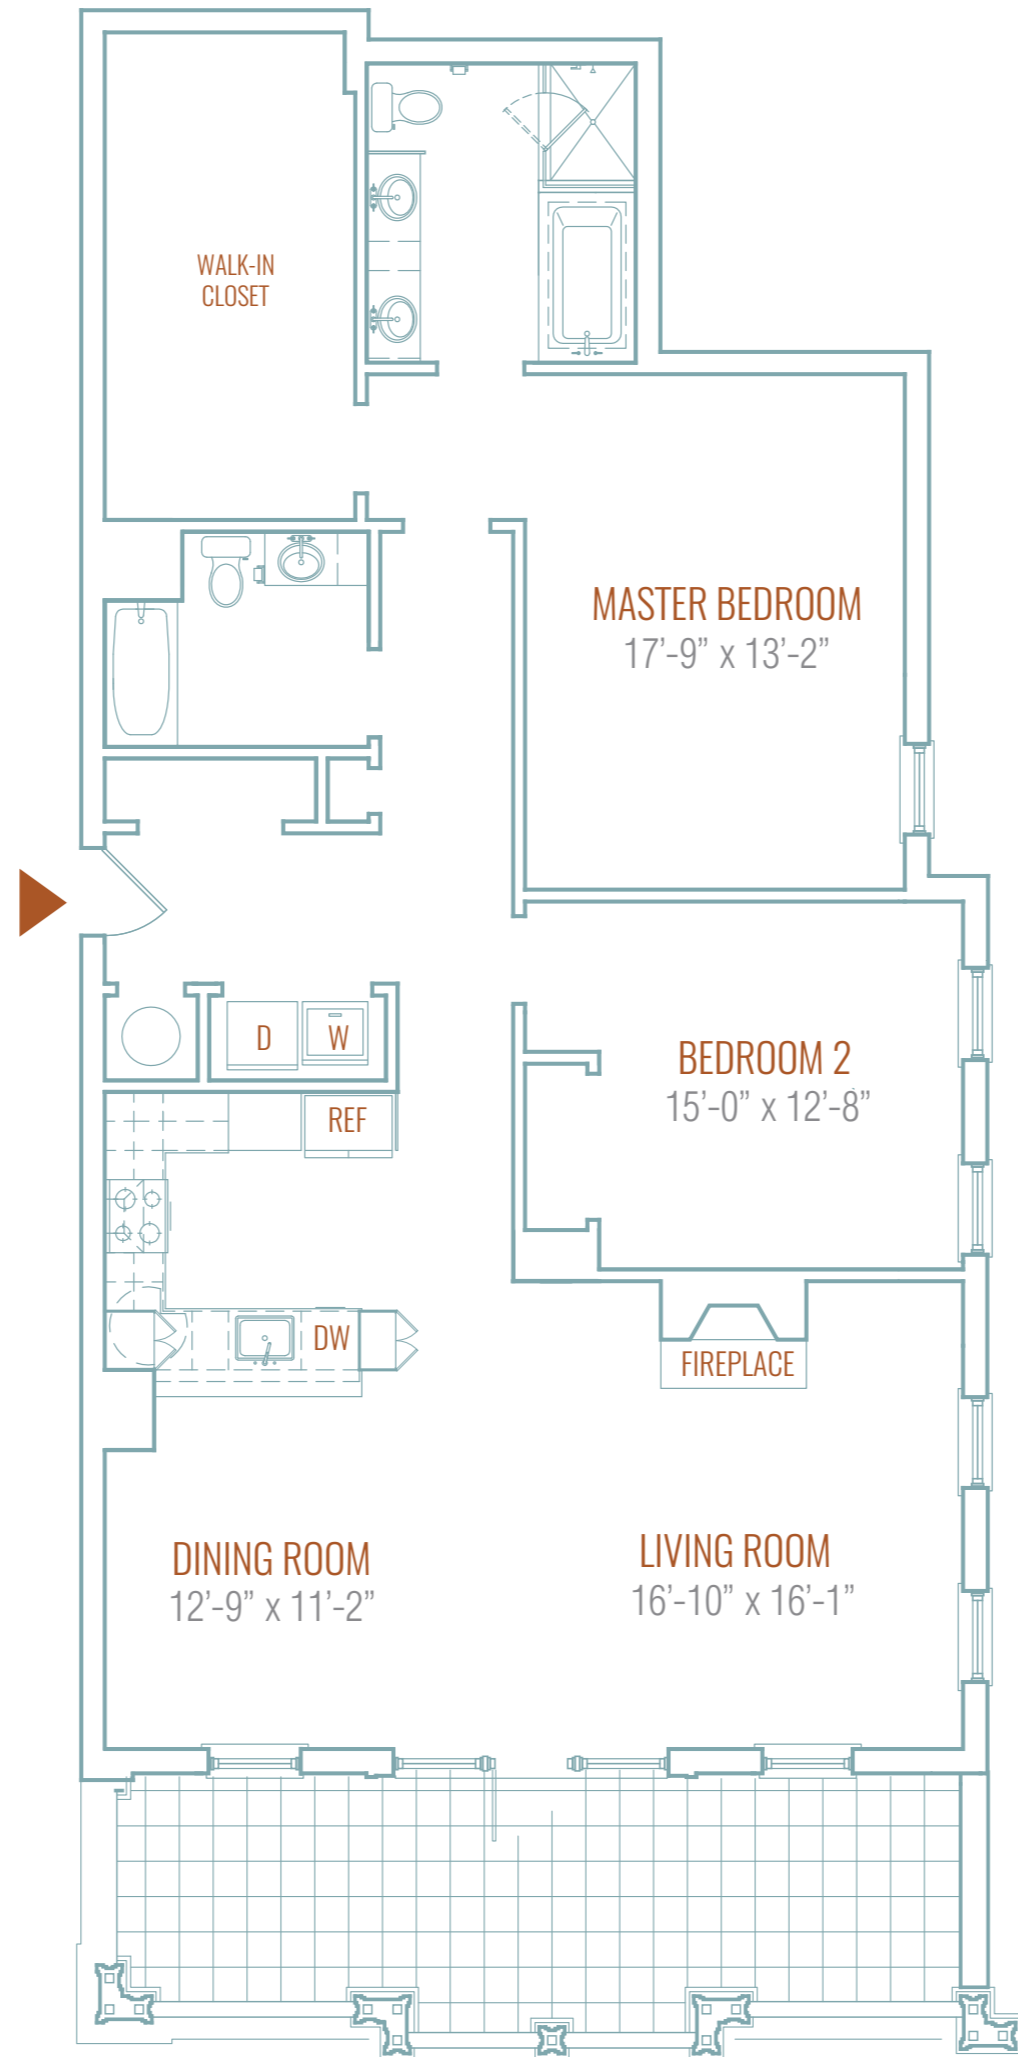 WALK-IN
CLOSET
MASTER BEDROOM
17’-9” x 13’-2”
D
W
BEDROOM 2
15’-0” x 12’-8”
REF
DW
FIREPLACE
DINING ROOM
12’-9” x 11’-2”
LIVING ROOM
16’-10” x 16’-1”